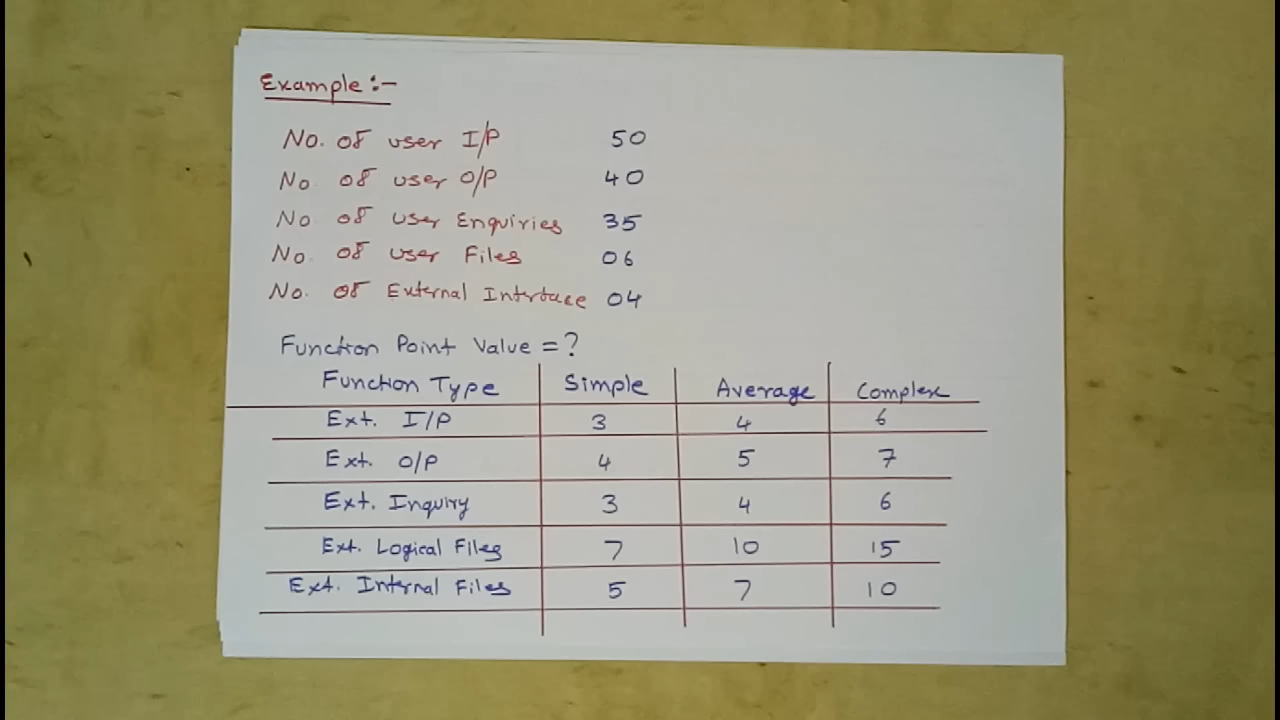 Example :-
No. of user I/P 50
No. of user O/P 40
No. of user Enquiries 35
No. of user Files 06
No. of External Interface 04
Function Point Value = ?
Function Type Simple Average Complex
Ext. I/P 3 4 6
Ext. O/P 4 5 7
Ext. Inquiry 3 4 6
Ext. Logical Files 7 10 15
Ext. Internal Files 5 7 10